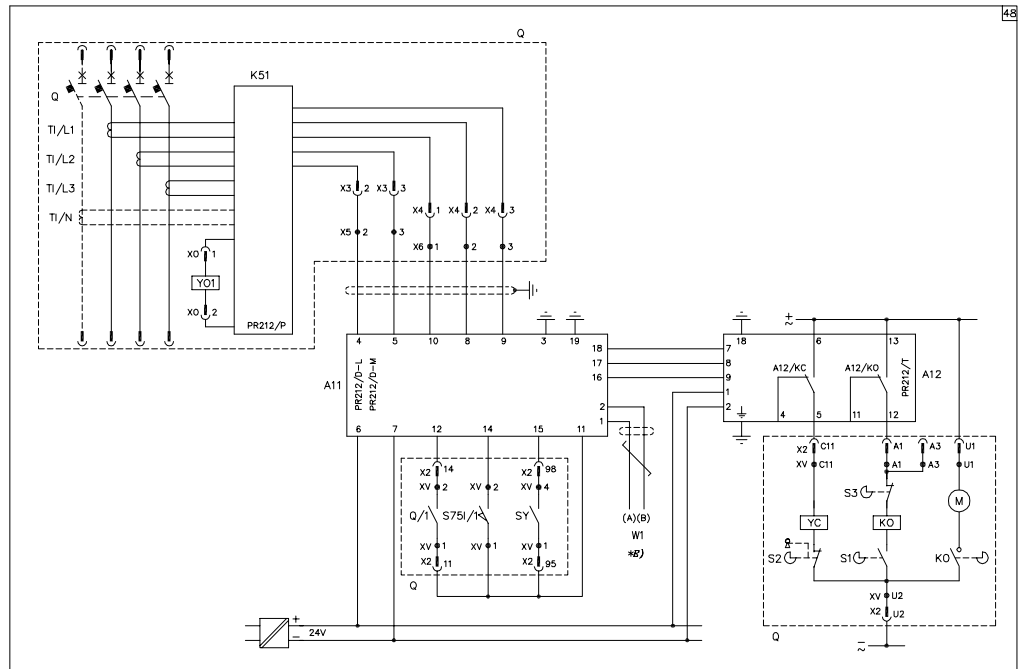 48
Q
K51
Q
TI/L1
TI/L2
TI/L3
TI/N
X3 2 X3 3
X4 1 X4 2 X4 3
X5 2 3 X6 1 2 3
XO 1
YO1
XO 2
PR212/P
4 5 10 8 9 3 19
A11
PR212/D-L
PR212/D-M
18
17
16
2
1
6 7 12 14 15 11
+
~
18 6 13
7
8
9
1
2
A12/KC A12/KO
PR212/T
A12
4 5 11 12
X2 C11 A1 A3 U1
XV C11 A1 A3 U1
S3
M
YC KO
S2 S1 KO
XV U2
X2 U2
Q
–
~
X2 14 X2 98
XV 2 XV 2 XV 4
Q/1 S75I/1 SY
XV 1 XV 1 XV 1
X2 11 X2 95
Q
(A)(B)
W1
*E)
+
24V
–